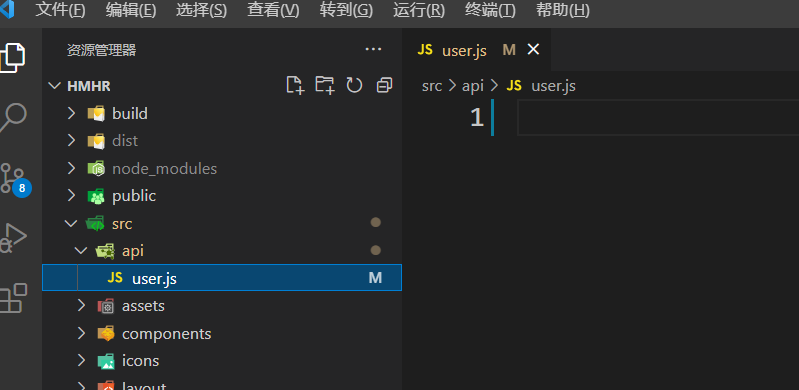 文件(F) 编辑(E) 选择(S) 查看(V) 转到(G) 运行(R) 终端(T) 帮助(H)
资源管理器 ···
JS user.js M
HMHR
src > api > JS user.js
build
1
dist
node_modules
8
public
src
api
JS user.js M
assets
components
icons
layout